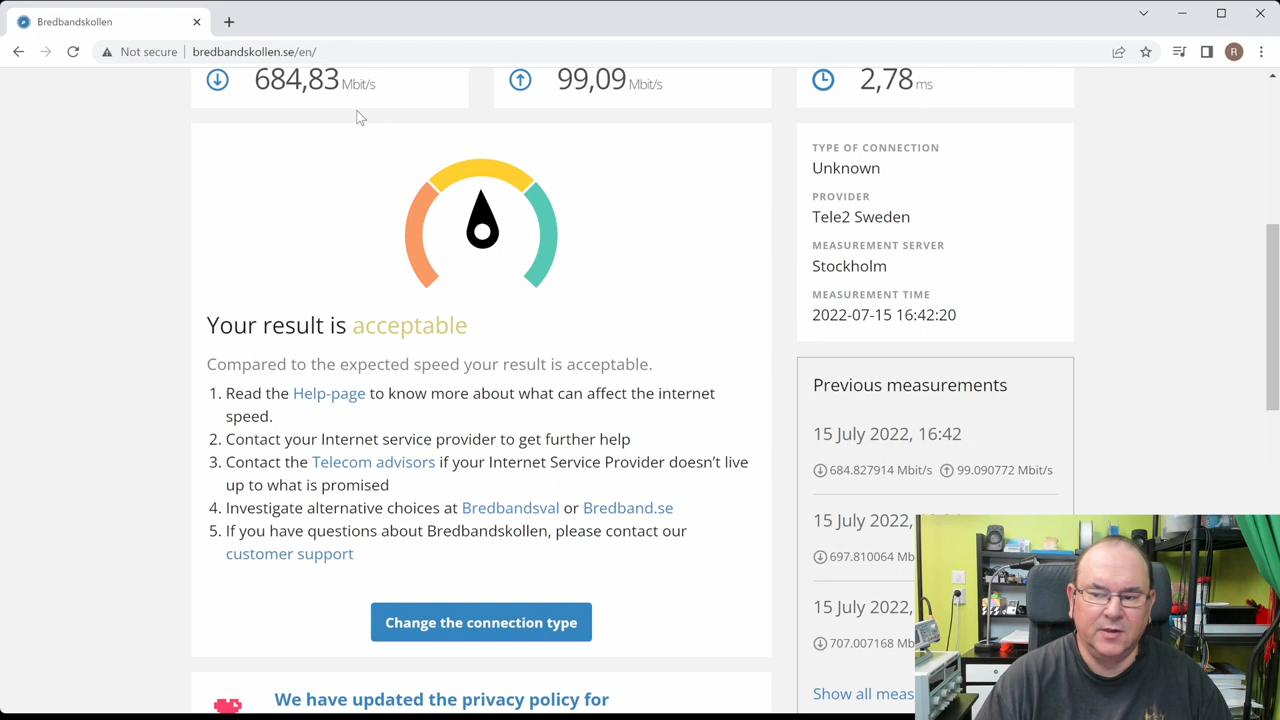 Bredbandskollen
Not secure bredbandskollen.se/en/
R
684,83 Mbit/s
99,09 Mbit/s
2,78 ms
Your result is acceptable
Compared to the expected speed your result is acceptable.
1. Read the Help-page to know more about what can affect the internet
speed.
2. Contact your Internet service provider to get further help
3. Contact the Telecom advisors if your Internet Service Provider doesn't live
up to what is promised
4. Investigate alternative choices at Bredbandsval or Bredband.se
5. If you have questions about Bredbandskollen, please contact our
customer support
Change the connection type
We have updated the privacy policy for
TYPE OF CONNECTION
Unknown
PROVIDER
Tele2 Sweden
MEASUREMENT SERVER
Stockholm
MEASUREMENT TIME
2022-07-15 16:42:20
Previous measurements
15 July 2022, 16:42
684.827914 Mbit/s 99.090772 Mbit/s
15 July 2022,
697.810064 Mb
15 July 2022,
707.007168 Mb
Show all meas